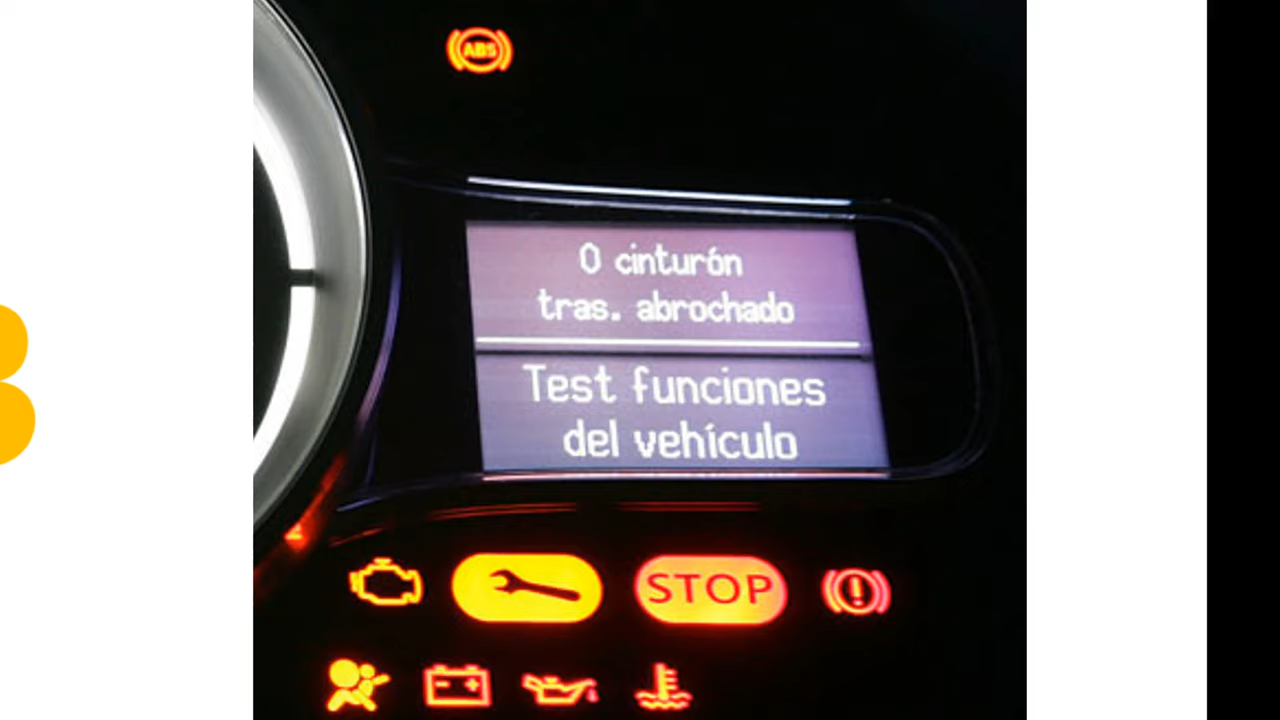 ABS
0 cinturón
tras. abrochado
Test funciones
del vehículo
STOP